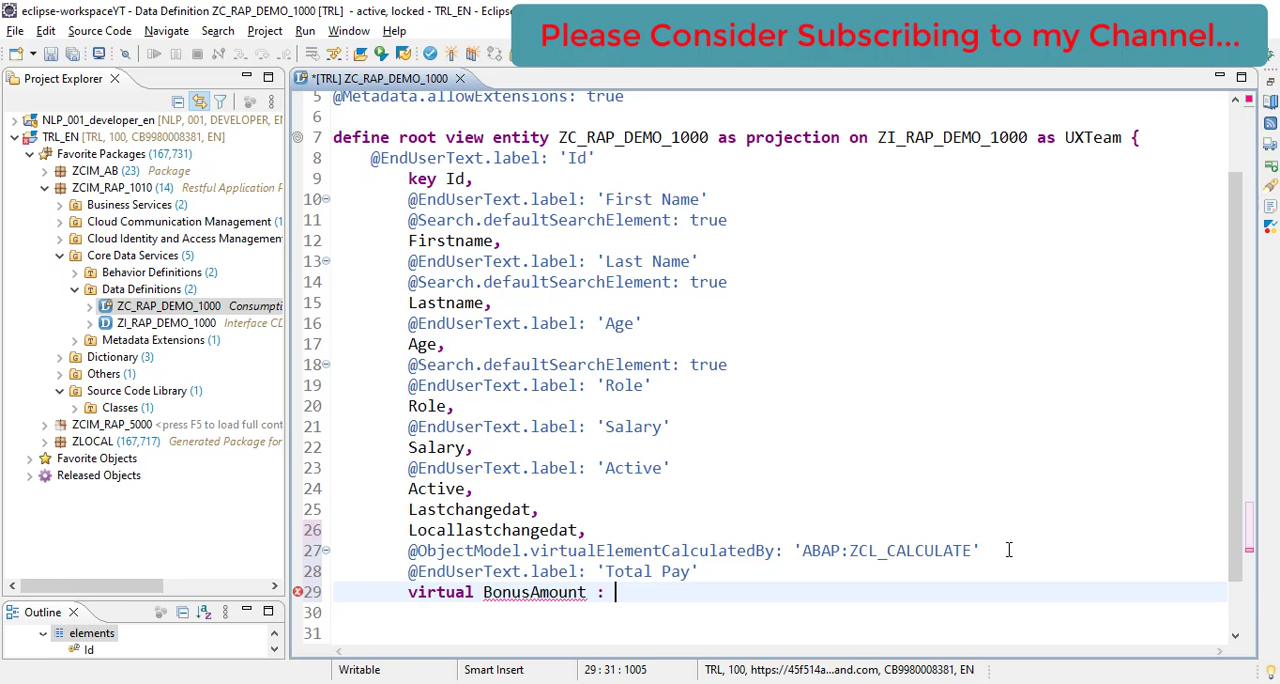 eclipse-workspaceYT - Data Definition ZC_RAP_DEMO_1000 [TRL] - active, locked - TRL_EN - Eclipse
Please Consider Subscribing to my Channel...
File Edit Source Code Navigate Search Project Run Window Help
Project Explorer
*[TRL] ZC_RAP_DEMO_1000
NLP_001_developer_en [NLP, 001, DEVELOPER, E
TRL_EN [TRL, 100, CB9980008381, EN]
Favorite Packages (167,731)
ZCIM_AB (23) Package
ZCIM_RAP_1010 (14) Restful Application P
Business Services (2)
Cloud Communication Management (1
Cloud Identity and Access Managemen
Core Data Services (5)
Behavior Definitions (2)
Data Definitions (2)
ZC_RAP_DEMO_1000 Consumpti
ZI_RAP_DEMO_1000 Interface CD
Metadata Extensions (1)
Dictionary (3)
Others (1)
Source Code Library (1)
Classes (1)
ZCIM_RAP_5000 <press F5 to load full cont
ZLOCAL (167,717) Generated Package for
Favorite Objects
Released Objects
Outline
elements
Id
5 @Metadata.allowExtensions: true
6
7 define root view entity ZC_RAP_DEMO_1000 as projection on ZI_RAP_DEMO_1000 as UXTeam {
8 @EndUserText.label: 'Id'
9 key Id,
10 @EndUserText.label: 'First Name'
11 @Search.defaultSearchElement: true
12 Firstname,
13 @EndUserText.label: 'Last Name'
14 @Search.defaultSearchElement: true
15 Lastname,
16 @EndUserText.label: 'Age'
17 Age,
18 @Search.defaultSearchElement: true
19 @EndUserText.label: 'Role'
20 Role,
21 @EndUserText.label: 'Salary'
22 Salary,
23 @EndUserText.label: 'Active'
24 Active,
25 Lastchangedat,
26 Locallastchangedat,
27 @ObjectModel.virtualElementCalculatedBy: 'ABAP:ZCL_CALCULATE'
28 @EndUserText.label: 'Total Pay'
29 virtual BonusAmount :
30
31
Writable Smart Insert 29 : 31 : 1005 TRL, 100, https://45f514a...and.com, CB9980008381, EN